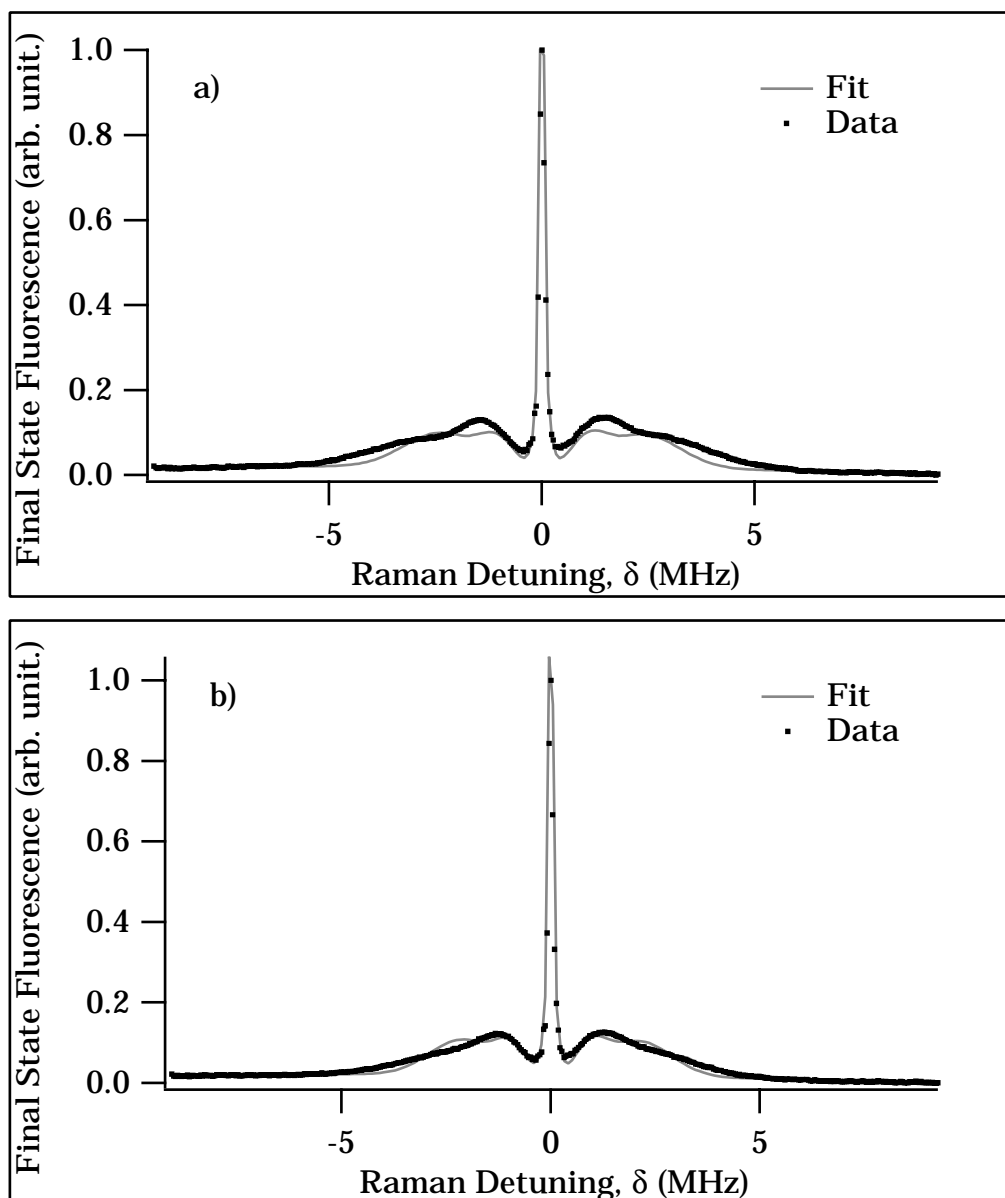 Final State Fluorescence (arb. unit.)
a)
Fit
Data
1.0
0.8
0.6
0.4
0.2
0.0
-5
0
5
Raman Detuning, δ (MHz)
Final State Fluorescence (arb. unit.)
b)
Fit
Data
1.0
0.8
0.6
0.4
0.2
0.0
-5
0
5
Raman Detuning, δ (MHz)